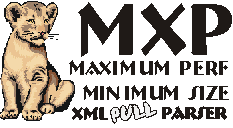 MXP
MAXIMUM PERF
MINIMUM SIZE
XML PULL PARSER